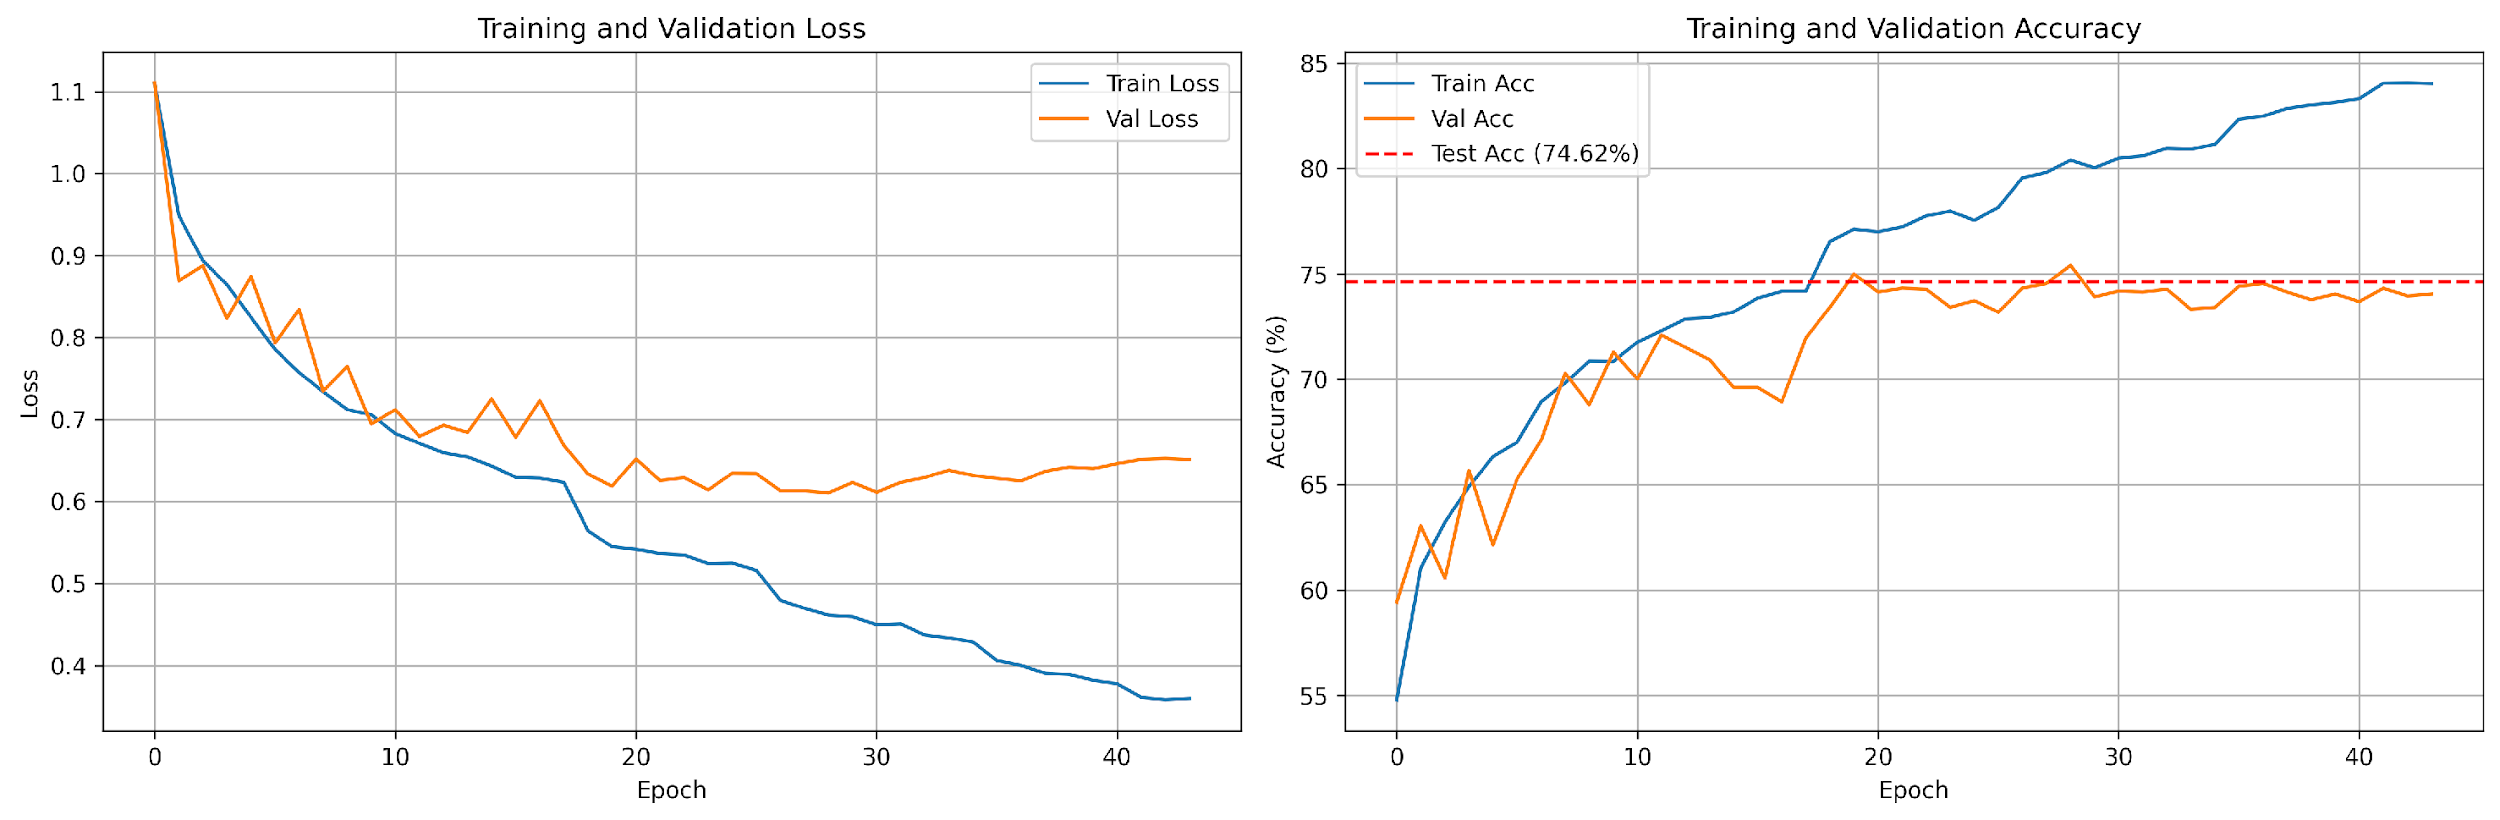 Training and Validation Loss
1.1
1.0
0.9
0.8
0.7
0.6
0.5
0.4
Loss
Train Loss
Val Loss
0 10 20 30 40
Epoch
Training and Validation Accuracy
85
80
75
70
65
60
55
Accuracy (%)
Train Acc
Val Acc
Test Acc (74.62%)
0 10 20 30 40
Epoch